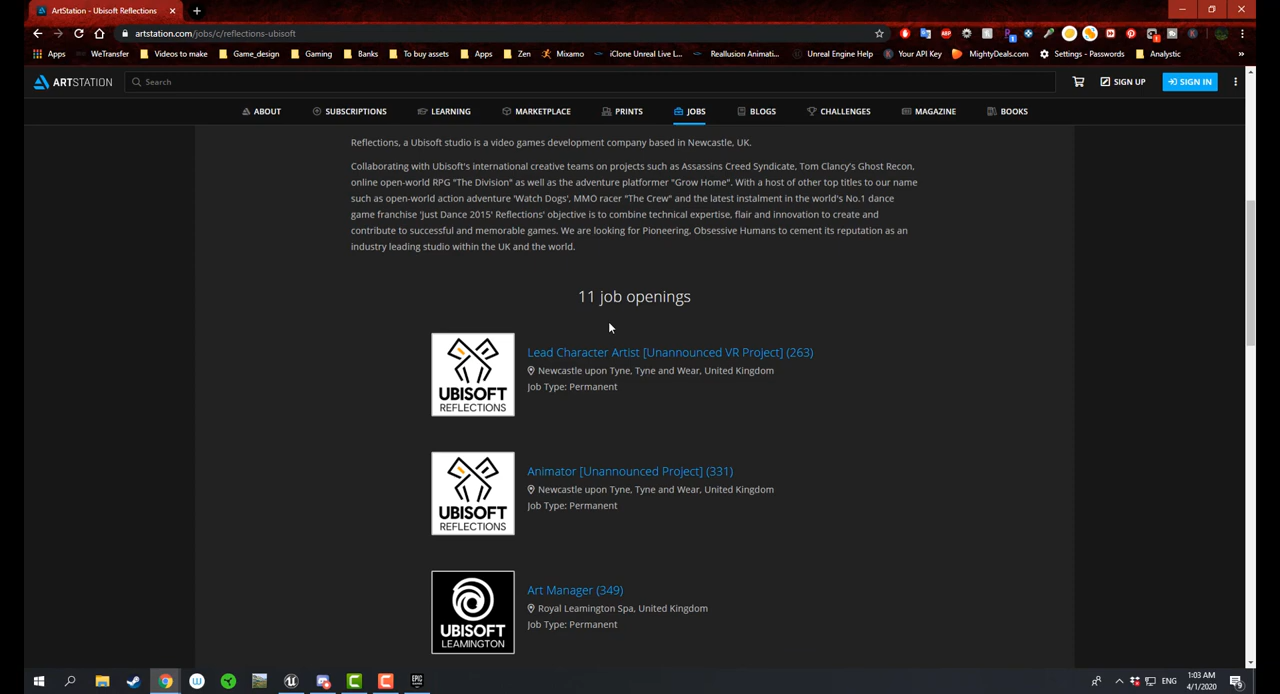 ArtStation - Ubisoft Reflections
artstation.com/jobs/c/reflections-ubisoft
Apps WeTransfer Videos to make Game_design Gaming Banks To buy assets Apps Zen Mixamo iClone Unreal Live L... Reallusion Animati... Unreal Engine Help Your API Key MightyDeals.com Settings - Passwords Analystic »
ARTSTATION Search SIGN UP SIGN IN
ABOUT SUBSCRIPTIONS LEARNING MARKETPLACE PRINTS JOBS BLOGS CHALLENGES MAGAZINE BOOKS
Reflections, a Ubisoft studio is a video games development company based in Newcastle, UK.
Collaborating with Ubisoft's international creative teams on projects such as Assassins Creed Syndicate, Tom Clancy's Ghost Recon,
online open-world RPG "The Division" as well as the adventure platformer "Grow Home". With a host of other top titles to our name
such as open-world action adventure 'Watch Dogs', MMO racer "The Crew" and the latest instalment in the world's No.1 dance
game franchise 'Just Dance 2015' Reflections' objective is to combine technical expertise, flair and innovation to create and
contribute to successful and memorable games. We are looking for Pioneering, Obsessive Humans to cement its reputation as an
industry leading studio within the UK and the world.
11 job openings
UBISOFT
REFLECTIONS
Lead Character Artist [Unannounced VR Project] (263)
Newcastle upon Tyne, Tyne and Wear, United Kingdom
Job Type: Permanent
UBISOFT
REFLECTIONS
Animator [Unannounced Project] (331)
Newcastle upon Tyne, Tyne and Wear, United Kingdom
Job Type: Permanent
UBISOFT
LEAMINGTON
Art Manager (349)
Royal Leamington Spa, United Kingdom
Job Type: Permanent
EPIC
ENG
1:03 AM
4/1/2020